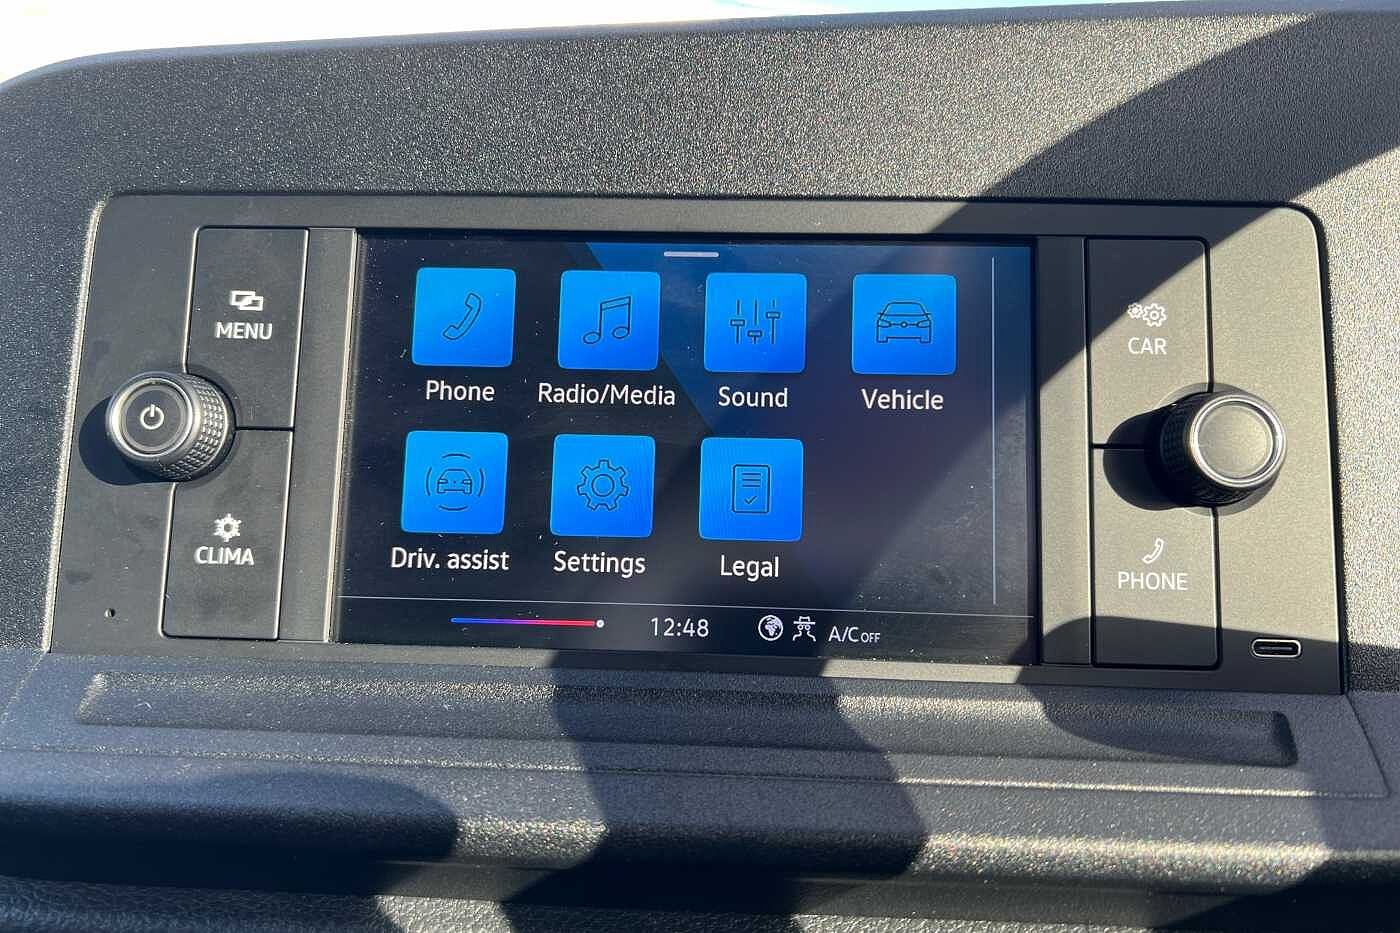 MENU
CLIMA
Phone
Radio/Media
Sound
Vehicle
Driv. assist
Settings
Legal
12:48
A/C OFF
CAR
PHONE